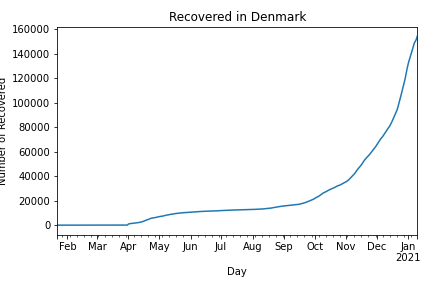 Recovered in Denmark
160000
140000
120000
100000
80000
60000
40000
20000
0
Number of Recovered
Feb Mar Apr May Jun Jul Aug Sep Oct Nov Dec Jan
2021
Day